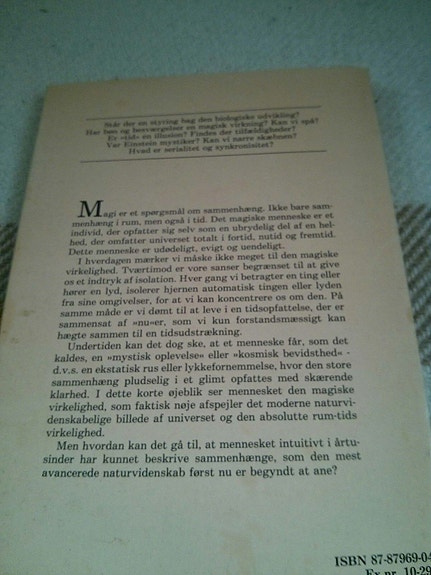 Står der en styring bag den biologiske udvikling?
Har bøn og besværgelser en magisk virkning? Kan vi spå?
Er »tid« en illusion? Findes der tilfældigheder?
Var Einstein mystiker? Kan vi narre skæbnen?
Hvad er serialitet og synkronisitet?
Magi er et spørgsmål om sammenhæng. Ikke bare sam-
menhæng i rum, men også i tid. Det magiske menneske er et
individ, der opfatter sig selv som en ubrydelig del af en hel-
hed, der omfatter universet totalt i fortid, nutid og fremtid.
Dette menneske er udødeligt, evigt og uendeligt.
I hverdagen mærker vi måske ikke meget til den magiske
virkelighed. Tværtimod er vore sanser begrænset til at give
os et indtryk af isolation. Hver gang vi betragter en ting eller
hører en lyd, isolerer hjernen automatisk tingen eller lyden
fra sine omgivelser, for at vi kan koncentrere os om den. På
samme måde er vi dømt til at leve i en tidsopfattelse, der er
sammensat af »nu«er, som vi kun forstandsmæssigt kan
hægte sammen til en tidsudstrækning.
Undertiden kan det dog ske, at et menneske får, som det
kaldes, en »mystisk oplevelse« eller »kosmisk bevidsthed« -
d.v.s. en ekstatisk rus eller lykkefornemmelse, hvor den store
sammenhæng pludselig i et glimt opfattes med skærende
klarhed. I dette korte øjeblik ser mennesket den magiske
virkelighed, som faktisk nøje afspejler det moderne naturvi-
denskabelige billede af universet og den absolutte rum-tids
virkelighed.
Men hvordan kan det gå til, at mennesket intuitivt i årtu-
sinder har kunnet beskrive sammenhænge, som den mest
avancerede naturvidenskab først nu er begyndt at ane?
ISBN 87-87969-04
Ex nr. 10-29